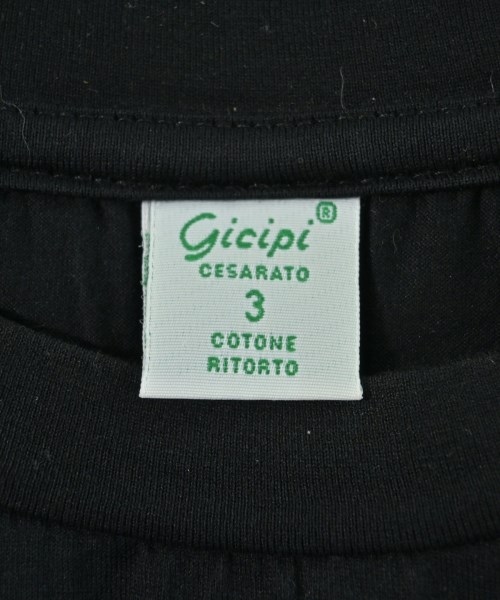 Gicipi®
CESARATO
3
COTONE
RITORTO